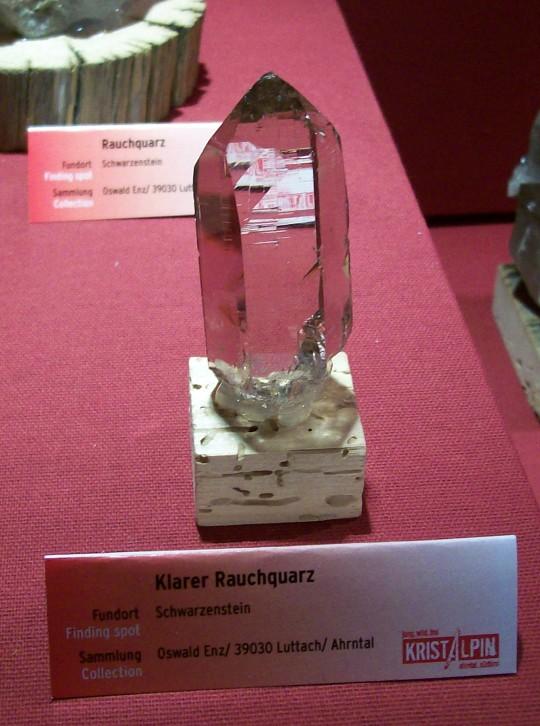 Rauchquarz
Fundort Schwarzenstein
Finding spot
Sammlung Oswald Enz/ 39030
Collection
Klarer Rauchquarz
Fundort Schwarzenstein
Finding spot
Sammlung Oswald Enz/ 39030 Luttach/ Ahrntal
Collection
KRISTALPIN